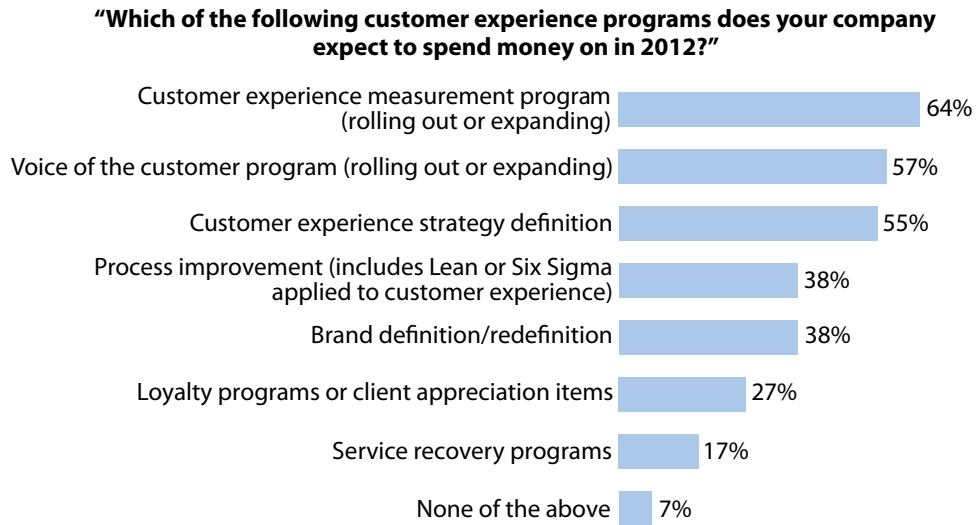 “Which of the following customer experience programs does your company
expect to spend money on in 2012?”
Customer experience measurement program
(rolling out or expanding)
64%
Voice of the customer program (rolling out or expanding)
57%
Customer experience strategy definition
55%
Process improvement (includes Lean or Six Sigma
applied to customer experience)
38%
Brand definition/redefinition
38%
Loyalty programs or client appreciation items
27%
Service recovery programs
17%
None of the above
7%